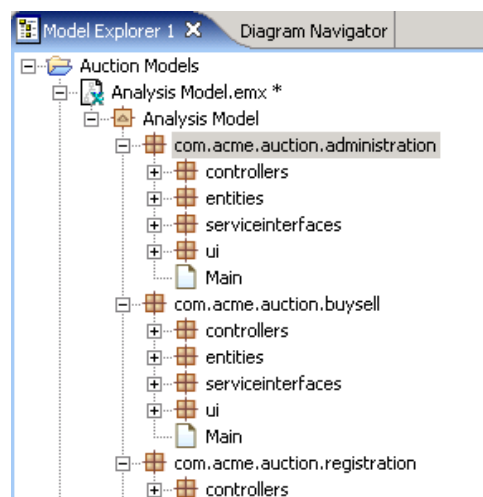 Model Explorer 1 Diagram Navigator
Auction Models
Analysis Model.emx *
Analysis Model
com.acme.auction.administration
controllers
entities
serviceinterfaces
ui
Main
com.acme.auction.buysell
controllers
entities
serviceinterfaces
ui
Main
com.acme.auction.registration
controllers